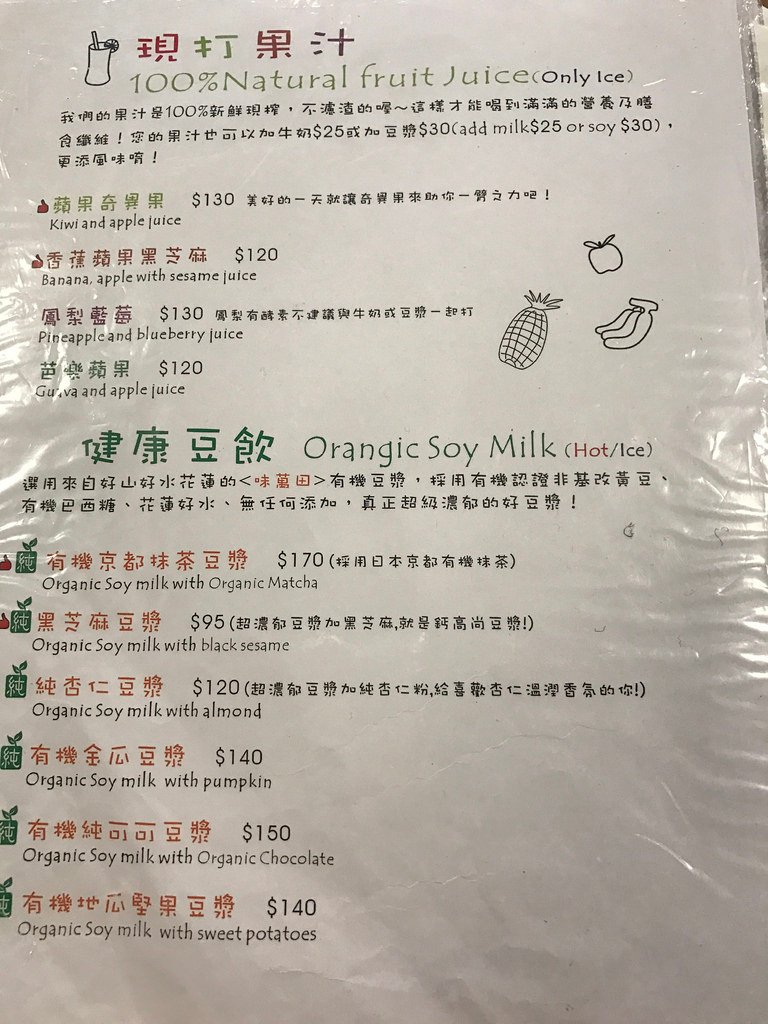 現打果汁
100%Natural fruit Juice(Only Ice)
我們的果汁是100%新鮮現榨，不濾渣的喔~這樣才能喝到滿滿的營養及膳
食纖維！您的果汁也可以加牛奶$25或加豆漿$30(add milk$25 or soy $30)，
更添風味唷！
蘋果奇異果 $130 美好的一天就讓奇異果來助你一臂之力吧！
Kiwi and apple juice
香蕉蘋果黑芝麻 $120
Banana, apple with sesame juice
鳳梨藍莓 $130 鳳梨有酵素不建議與牛奶或豆漿一起打
Pineapple and blueberry juice
芭樂蘋果 $120
Guava and apple juice
健康豆飲 Orangic Soy Milk (Hot/Ice)
選用來自好山好水花蓮的<味萬田>有機豆漿，採用有機認證非基改黃豆、
有機巴西糖、花蓮好水、無任何添加，真正超級濃郁的好豆漿！
純 有機京都抹茶豆漿 $170 (採用日本京都有機抹茶)
Organic Soy milk with Organic Matcha
純 黑芝麻豆漿 $95 (超濃郁豆漿加黑芝麻,就是鈣高尚豆漿!)
Organic Soy milk with black sesame
純 純杏仁豆漿 $120 (超濃郁豆漿加純杏仁粉,給喜歡杏仁溫潤香氛的你!)
Organic Soy milk with almond
純 有機金瓜豆漿 $140
Organic Soy milk with pumpkin
純 有機純可可豆漿 $150
Organic Soy milk with Organic Chocolate
純 有機地瓜堅果豆漿 $140
Organic Soy milk with sweet potatoes